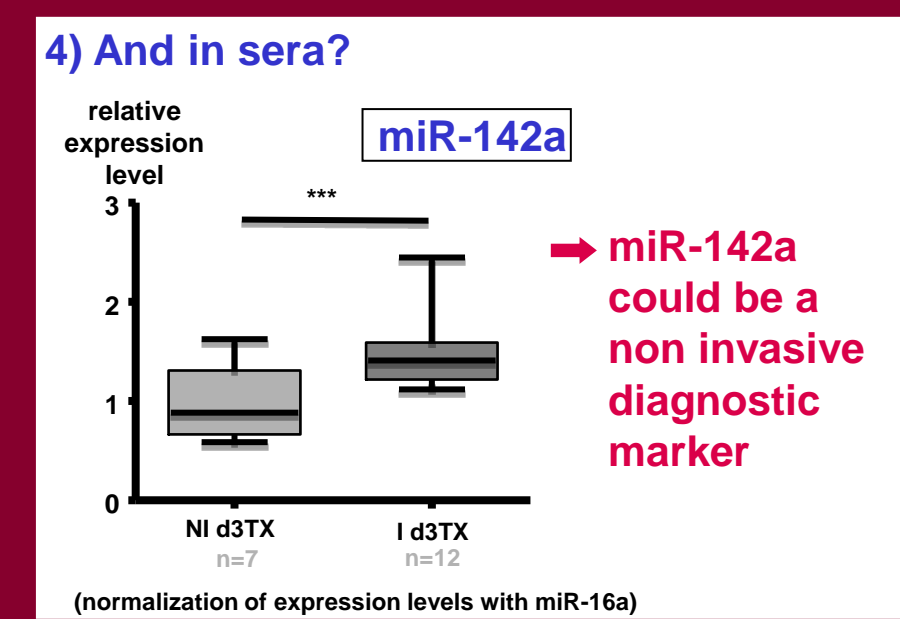 4) And in sera?
relative
expression
level
miR-142a
***
3
2
1
0
NI d3TX
n=7
I d3TX
n=12
miR-142a
could be a
non invasive
diagnostic
marker
(normalization of expression levels with miR-16a)